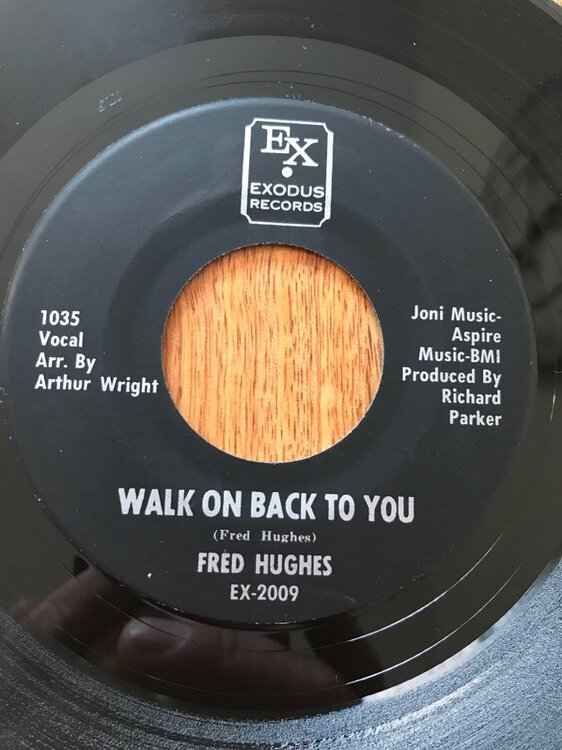 EX
EXODUS
RECORDS
1035
Vocal
Arr. By
Arthur Wright
Joni Music-
Aspire
Music-BMI
Produced By
Richard
Parker
WALK ON BACK TO YOU
(Fred Hughes)
FRED HUGHES
EX-2009